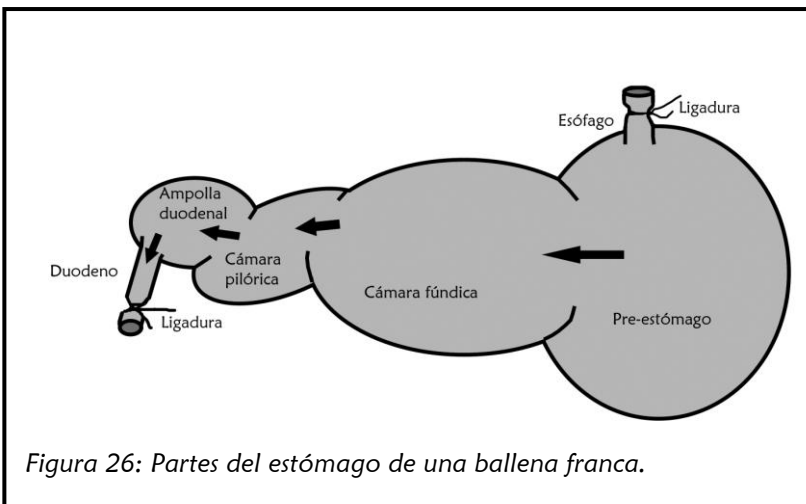 Esófago
Ligadura
Ampolla
duodenal
Duodeno
Cámara
pilórica
Cámara fúndica
Pre-estómago
Ligadura
Figura 26: Partes del estómago de una ballena franca.